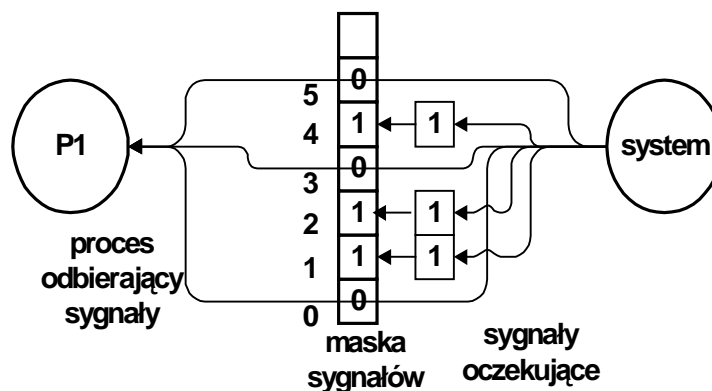 0
5
1
1
4
P1
0
system
3
1
1
2
1
1
1
0
0
proces
odbierający
sygnały
maska
sygnałów
sygnały
oczekujące